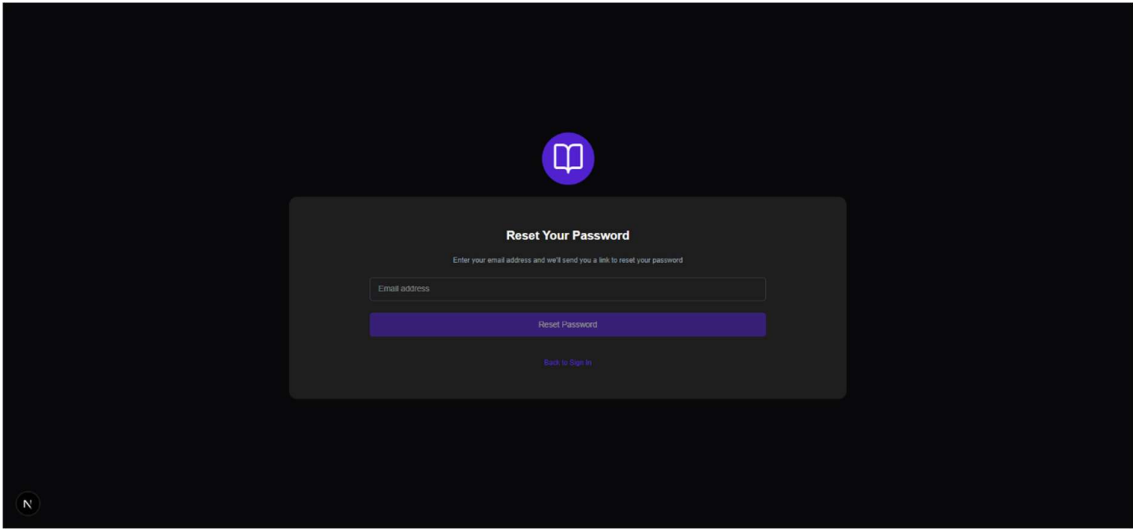 Reset Your Password
Enter your email address and we'll send you a link to reset your password
Email address
Reset Password
Back to Sign In
N